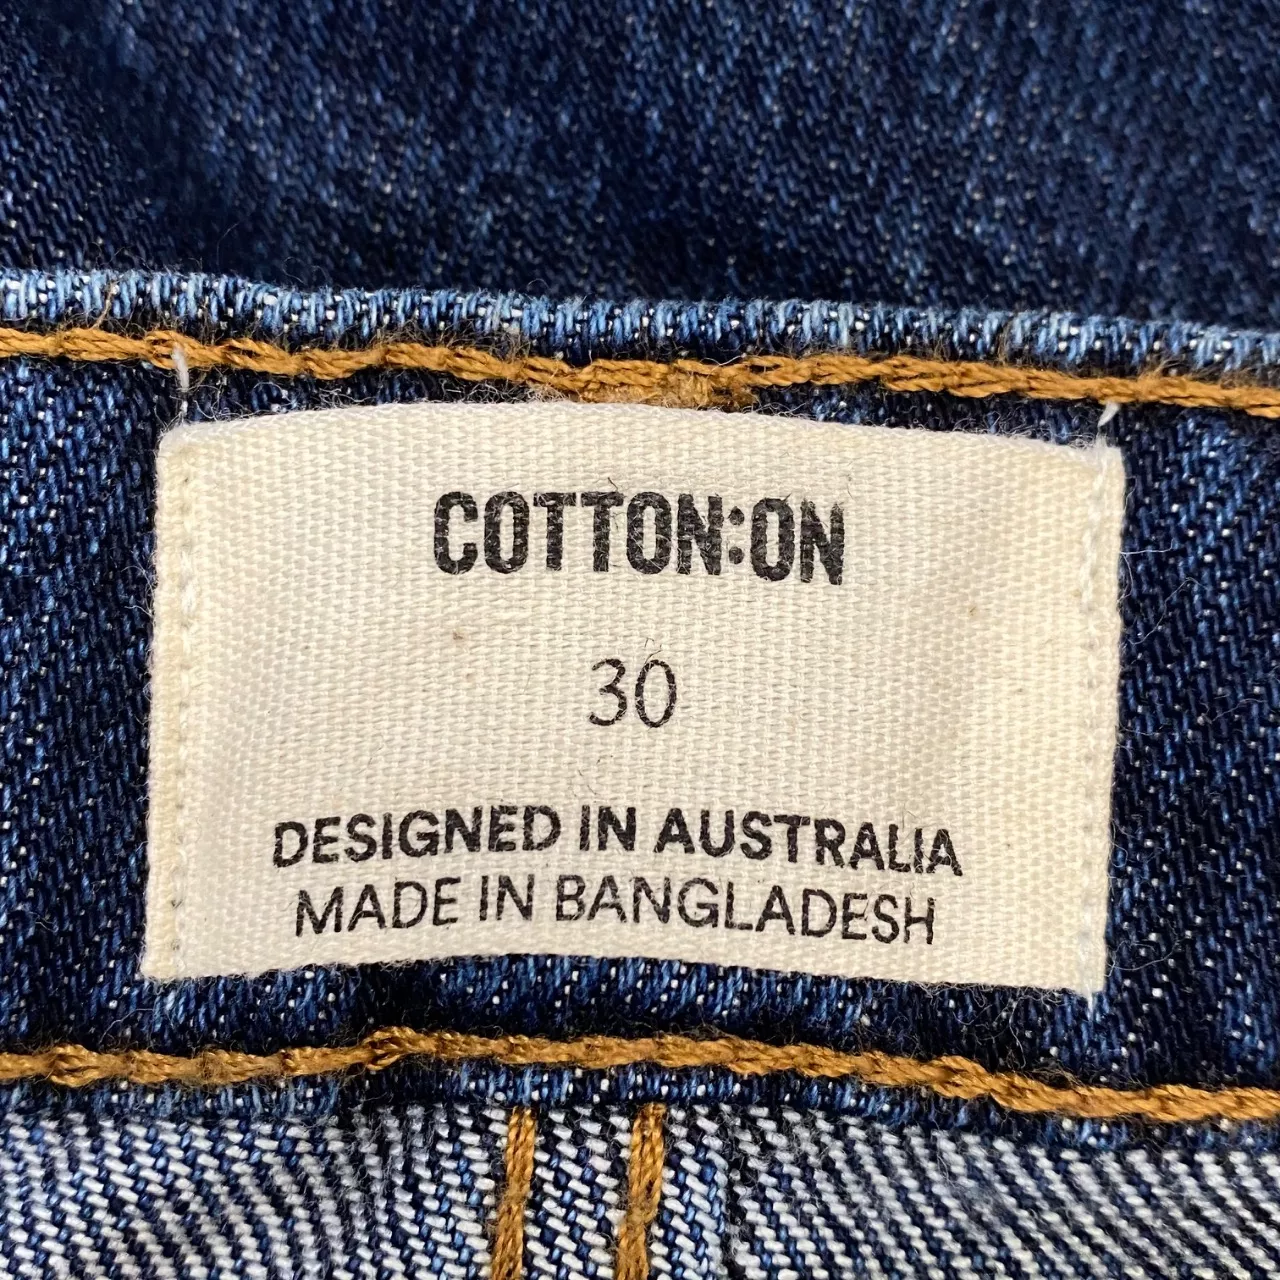 COTTON:ON
30
DESIGNED IN AUSTRALIA
MADE IN BANGLADESH